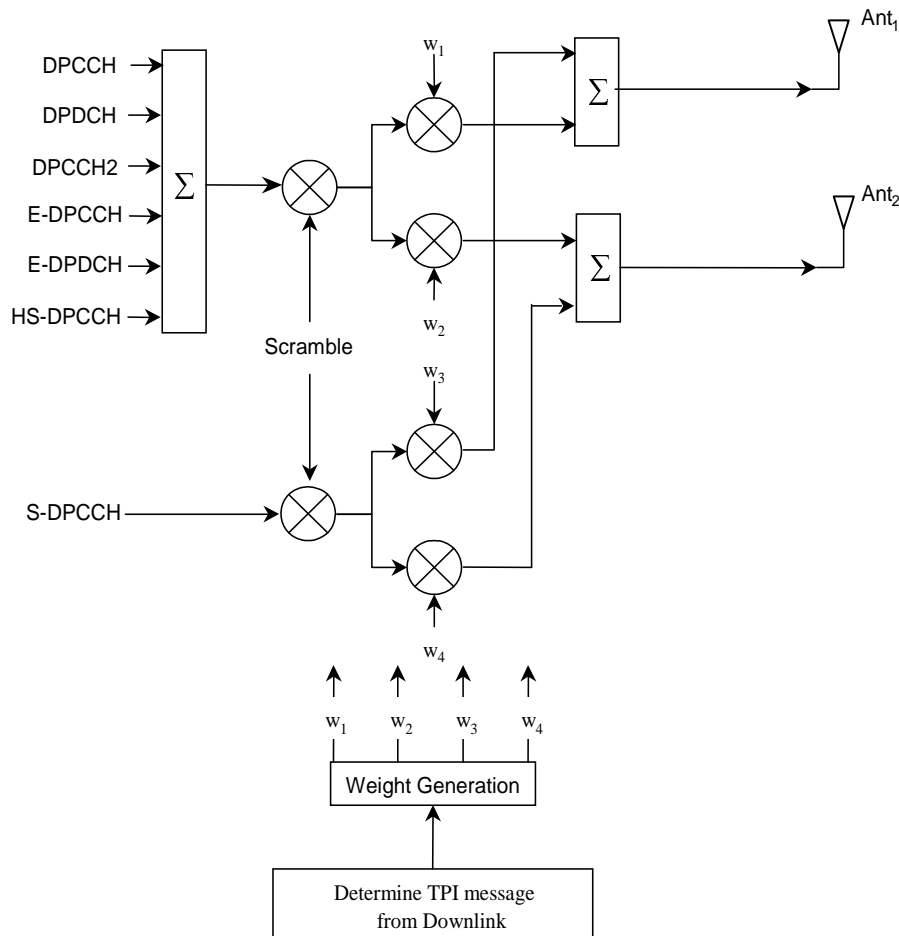 Ant1
w1
DPCCH
DPDCH
Σ
DPCCH2
Σ
Ant2
E-DPCCH
E-DPDCH
Σ
HS-DPCCH
w2
Scramble
w3
S-DPCCH
w4
w1 w2 w3 w4
Weight Generation
Determine TPI message
from Downlink